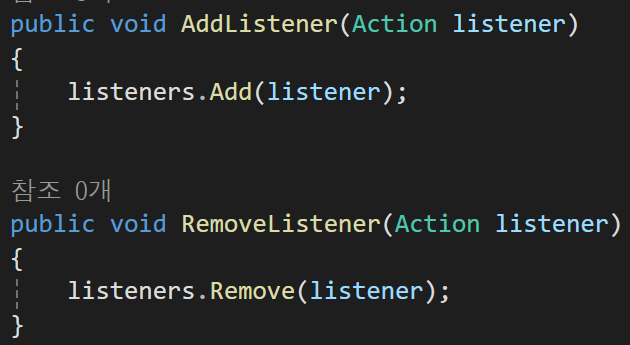 public void AddListener(Action listener)
{
    listeners.Add(listener);
}
참조 0개
public void RemoveListener(Action listener)
{
    listeners.Remove(listener);
}